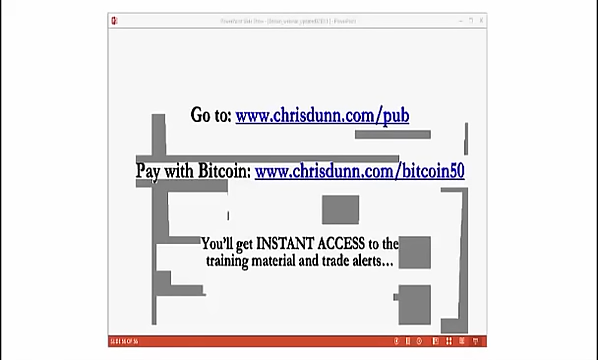 Go to: www.chrisdunn.com/pub
Pay with Bitcoin: www.chrisdunn.com/bitcoin50
You'll get INSTANT ACCESS to the
training material and trade alerts...